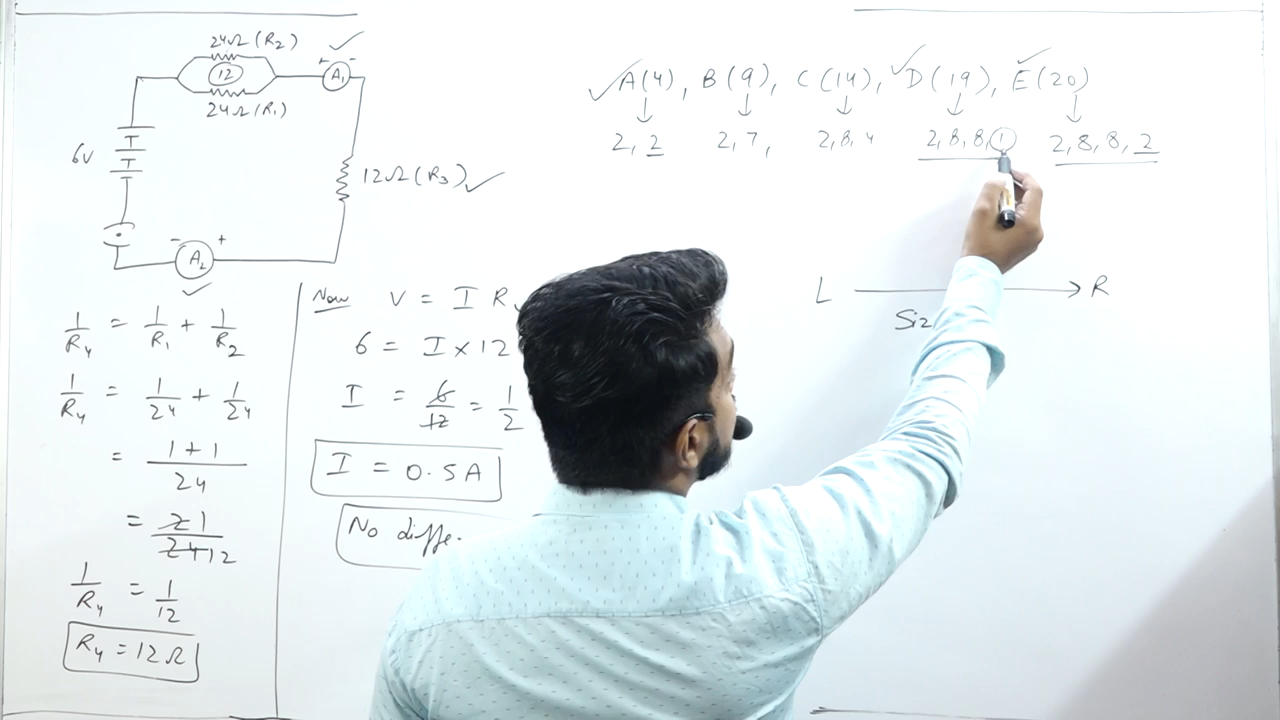 24Ω (R₂)
12
24Ω (R₁)
+ A₁ -
6V
12Ω (R₃) ✓
- A₂ +
1/R₄ = 1/R₁ + 1/R₂
1/R₄ = 1/24 + 1/24
= 1+1/24
= 2 1/24 12
1/R₄ = 1/12
R₄ = 12Ω
Now V = I R
6 = I × 12
I = 6/12 = 1/2
I = 0.5A
No diffe.
✓A(4), B(9), C(14), ✓D(19), ✓E(20)
2, 2 2, 7, 2,8,4 2,8,8,1 2,8,8,2
L → R